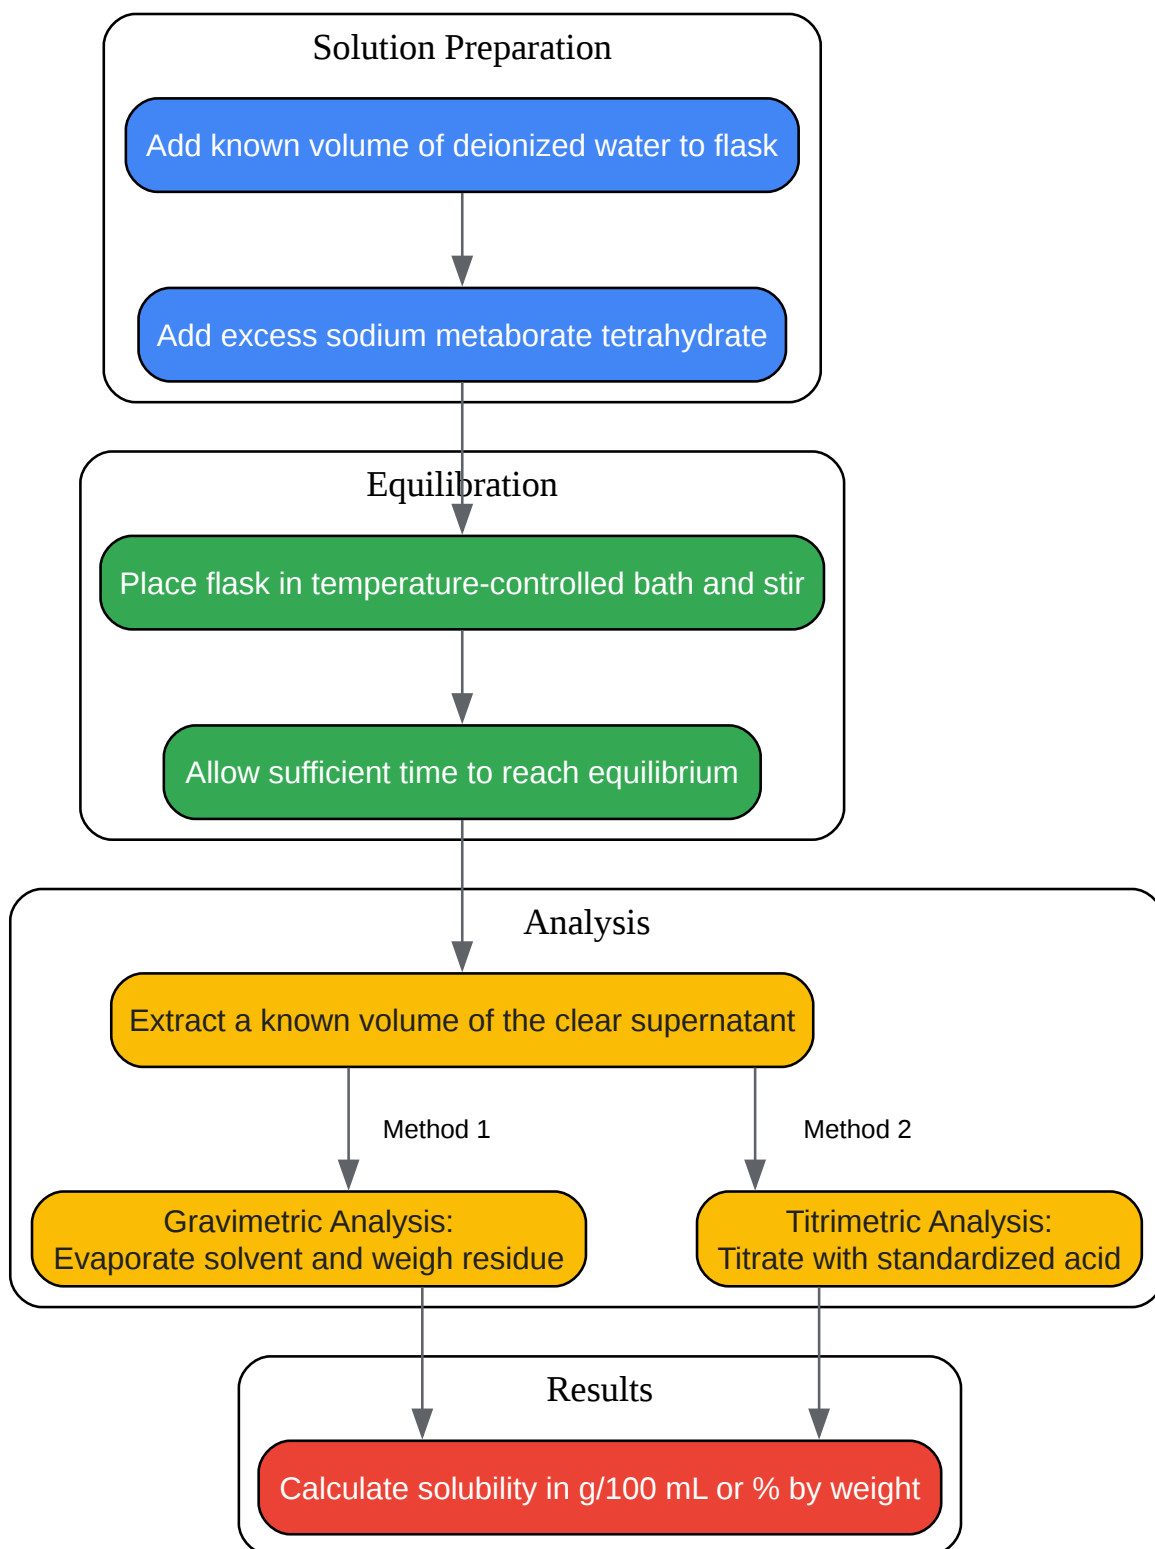 Solution Preparation
Add known volume of deionized water to flask
Add excess sodium metaborate tetrahydrate
Equilibration
Place flask in temperature-controlled bath and stir
Allow sufficient time to reach equilibrium
Analysis
Extract a known volume of the clear supernatant
Method 1
Method 2
Gravimetric Analysis:
Evaporate solvent and weigh residue
Titrimetric Analysis:
Titrate with standardized acid
Results
Calculate solubility in g/100 mL or % by weight